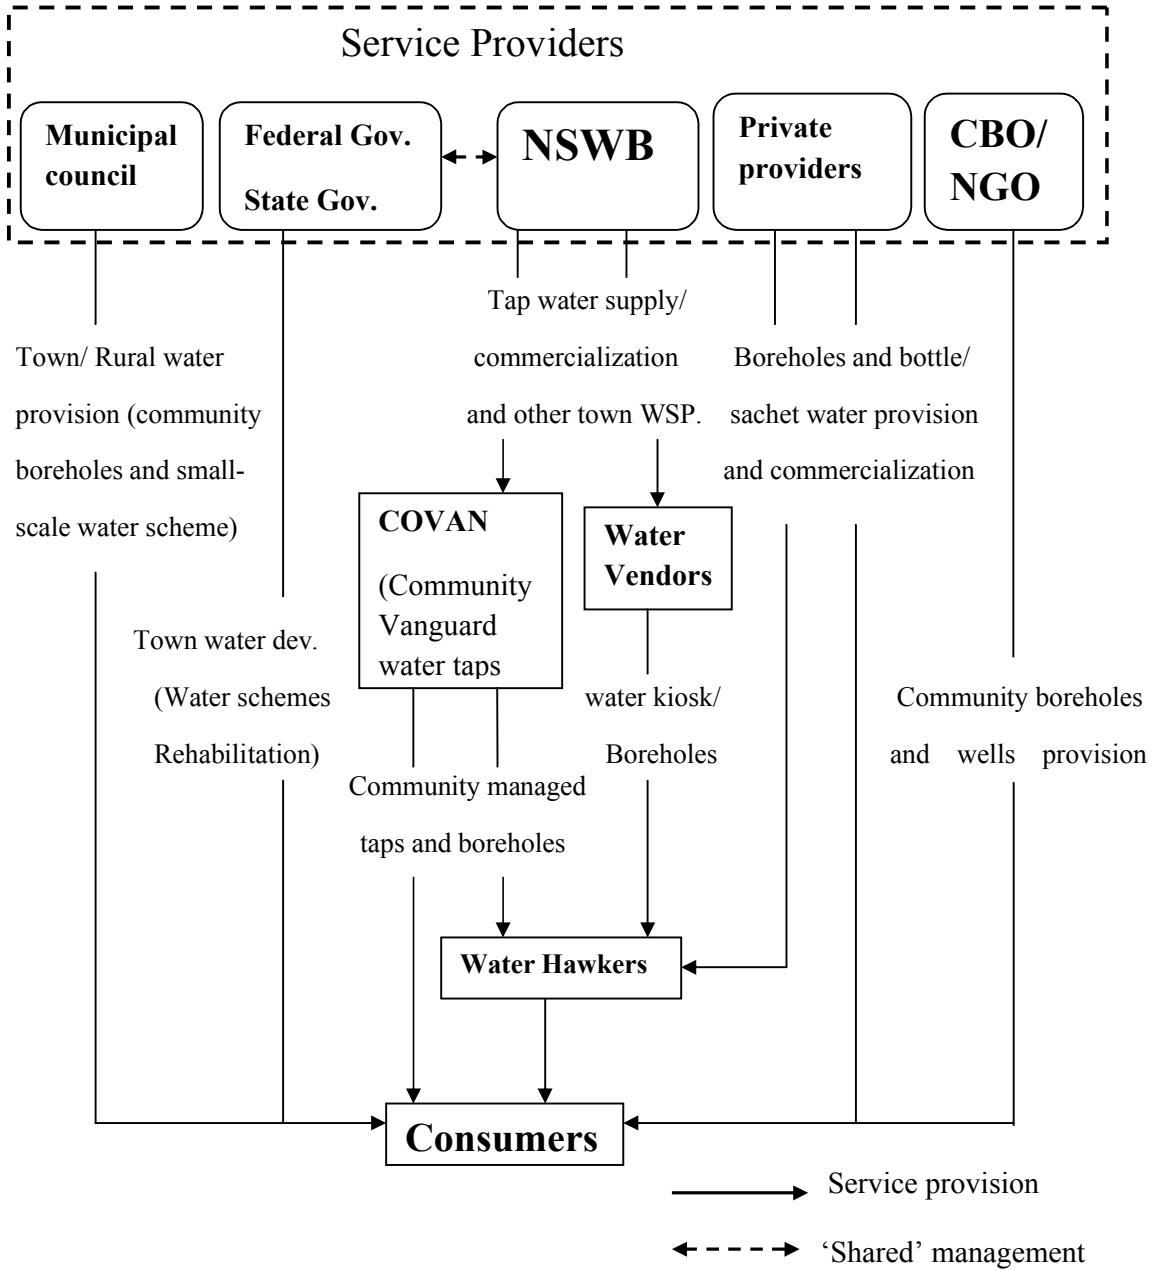 Service Providers
Municipal
council
Federal Gov.
State Gov.
NSWB
Private
providers
CBO/
NGO
Tap water supply/
commercialization
and other town WSP.
Town/ Rural water
provision (community
boreholes and small-
scale water scheme)
Boreholes and bottle/
sachet water provision
and commercialization
COVAN
(Community
Vanguard
water taps
Water
Vendors
Town water dev.
(Water schemes
Rehabilitation)
water kiosk/
Boreholes
Community boreholes
and wells provision
Community managed
taps and boreholes
Water Hawkers
Consumers
Service provision
‘Shared’ management